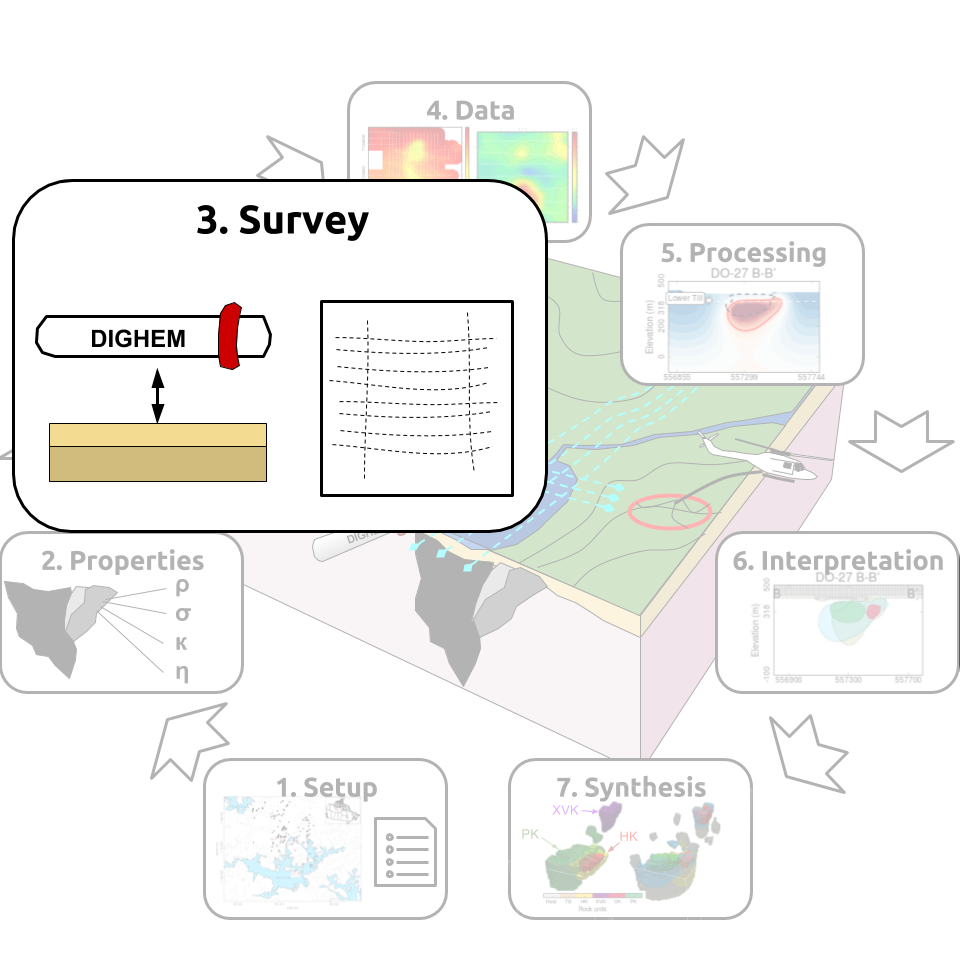 4. Data
3. Survey
DIGHEM
5. Processing
DO-27 B-B'
Lower Till
Elevation (m)
500
318
200
0
556855
557299
557744
2. Properties
ρ
σ
κ
η
DIGH
6. Interpretation
DO-27 B-B'
B
B'
Elevation (m)
500
318
-100
556900
557300
557700
1. Setup
7. Synthesis
XVK
PK
HK
Rock units